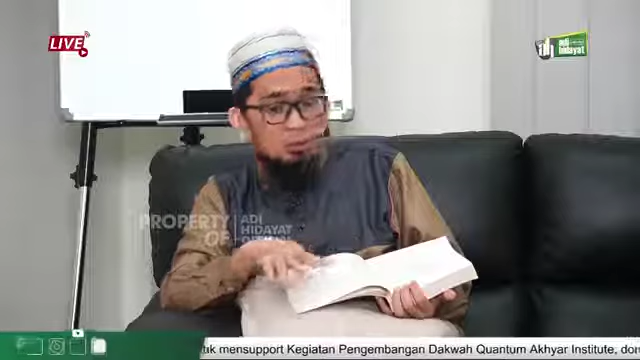 LIVE
adi
hidayat
PROPERTY
OF
ADI
HIDAYAT
tuk mensupport Kegiatan Pengembangan Dakwah Quantum Akhyar Institute, don